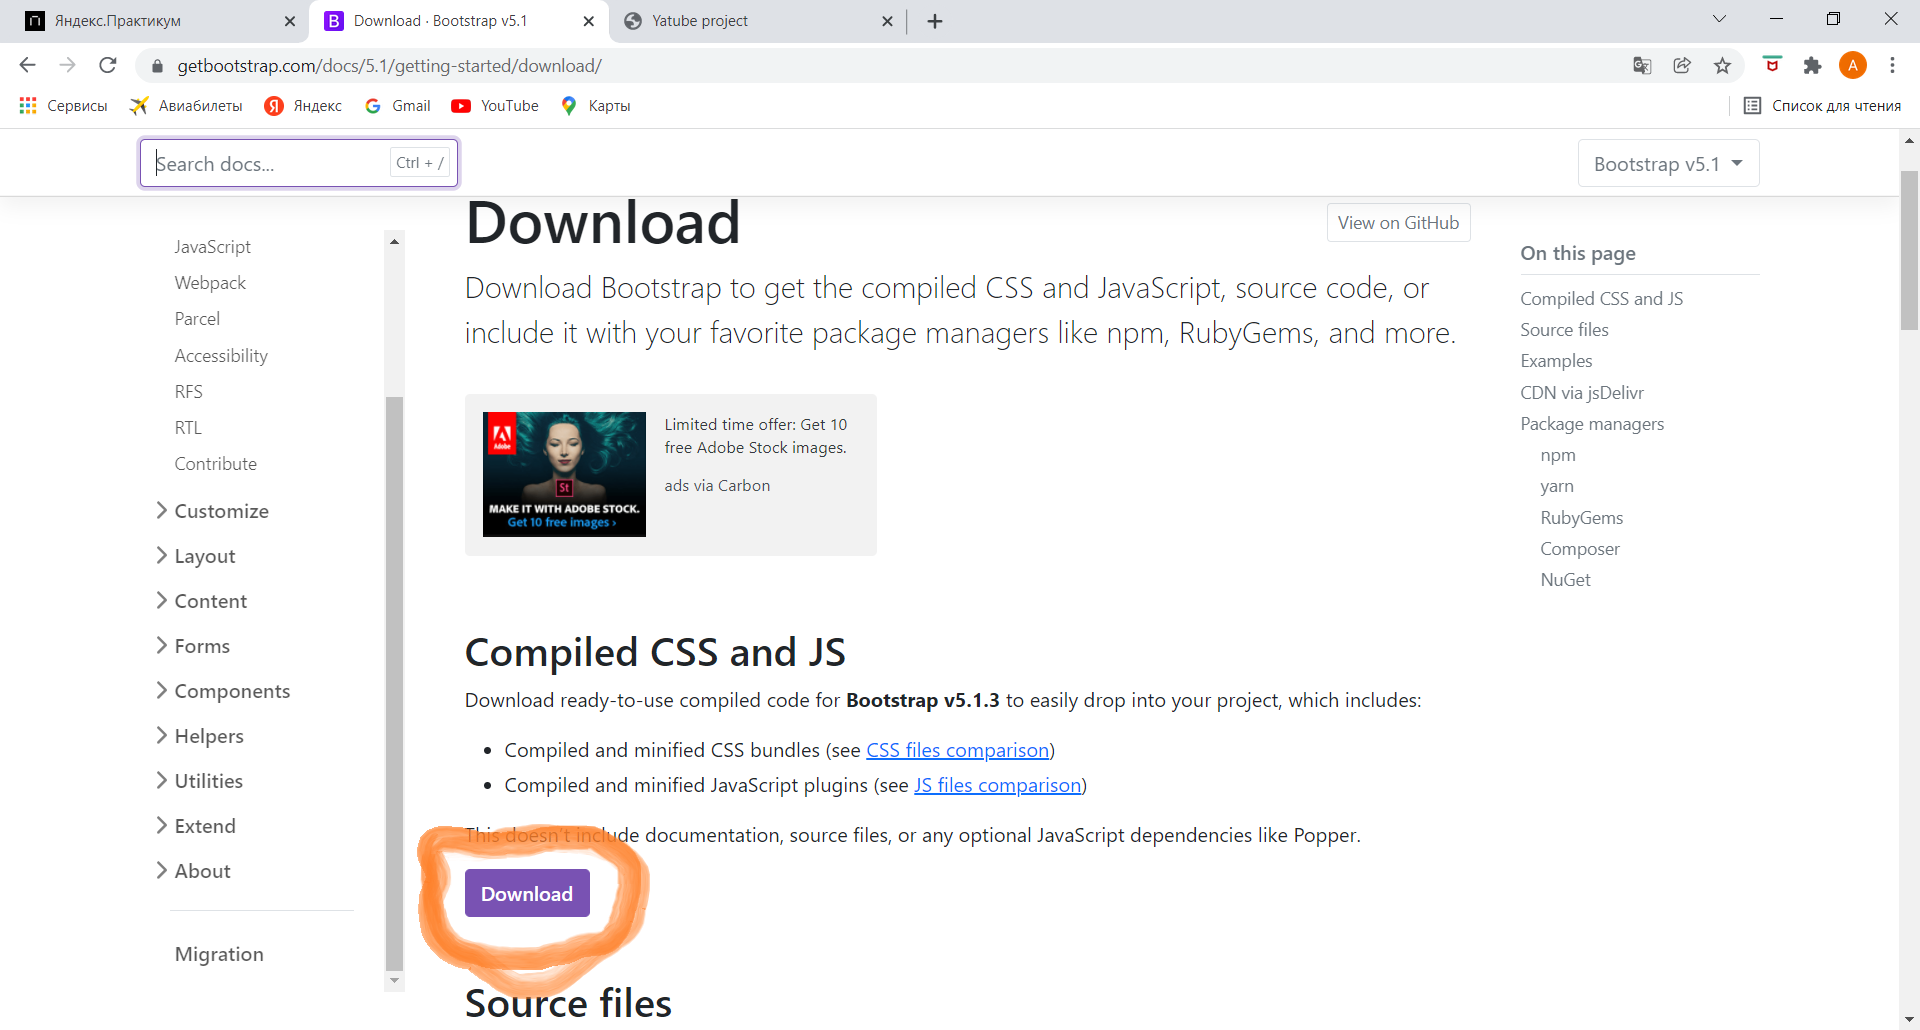 Яндекс.Практикум
Download · Bootstrap v5.1
Yatube project
getbootstrap.com/docs/5.1/getting-started/download/
A
Сервисы
Авиабилеты
Яндекс
Gmail
YouTube
Карты
Список для чтения
Search docs...
Ctrl + /
Bootstrap v5.1
JavaScript
Webpack
Parcel
Accessibility
RFS
RTL
Contribute
Customize
Layout
Content
Forms
Components
Helpers
Utilities
Extend
About
Migration
Download
View on GitHub
Download Bootstrap to get the compiled CSS and JavaScript, source code, or
include it with your favorite package managers like npm, RubyGems, and more.
Adobe
St
MAKE IT WITH ADOBE STOCK.
Get 10 free images ›
Limited time offer: Get 10
free Adobe Stock images.
ads via Carbon
Compiled CSS and JS
Download ready-to-use compiled code for Bootstrap v5.1.3 to easily drop into your project, which includes:
• Compiled and minified CSS bundles (see CSS files comparison)
• Compiled and minified JavaScript plugins (see JS files comparison)
This doesn't include documentation, source files, or any optional JavaScript dependencies like Popper.
Download
Source files
On this page
Compiled CSS and JS
Source files
Examples
CDN via jsDelivr
Package managers
npm
yarn
RubyGems
Composer
NuGet